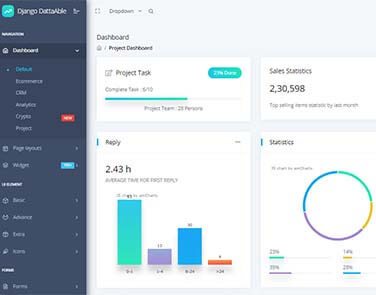 Django DattaAble
Dropdown
NAVIGATION
Dashboard
Default
Ecommerce
CRM
Analytics
Crypto
NEW
Project
Page layouts
Widget
UI ELEMENT
Basic
Advance
Extra
Icons
FORMS
Forms
Dashboard
/ Project Dashboard
Project Task
23% Done
Complete Task : 6/10
Project Team : 28 Persons
Sales Statistics
2,30,598
Top selling items statistic by last month
Reply
2.43 h
AVERAGE TIME FOR FIRST REPLY
JS chart by amCharts
53
13
30
4
0-1
4-8
8-24
>24
Statistics
JS chart by amCharts
23%
14%
35%
28%